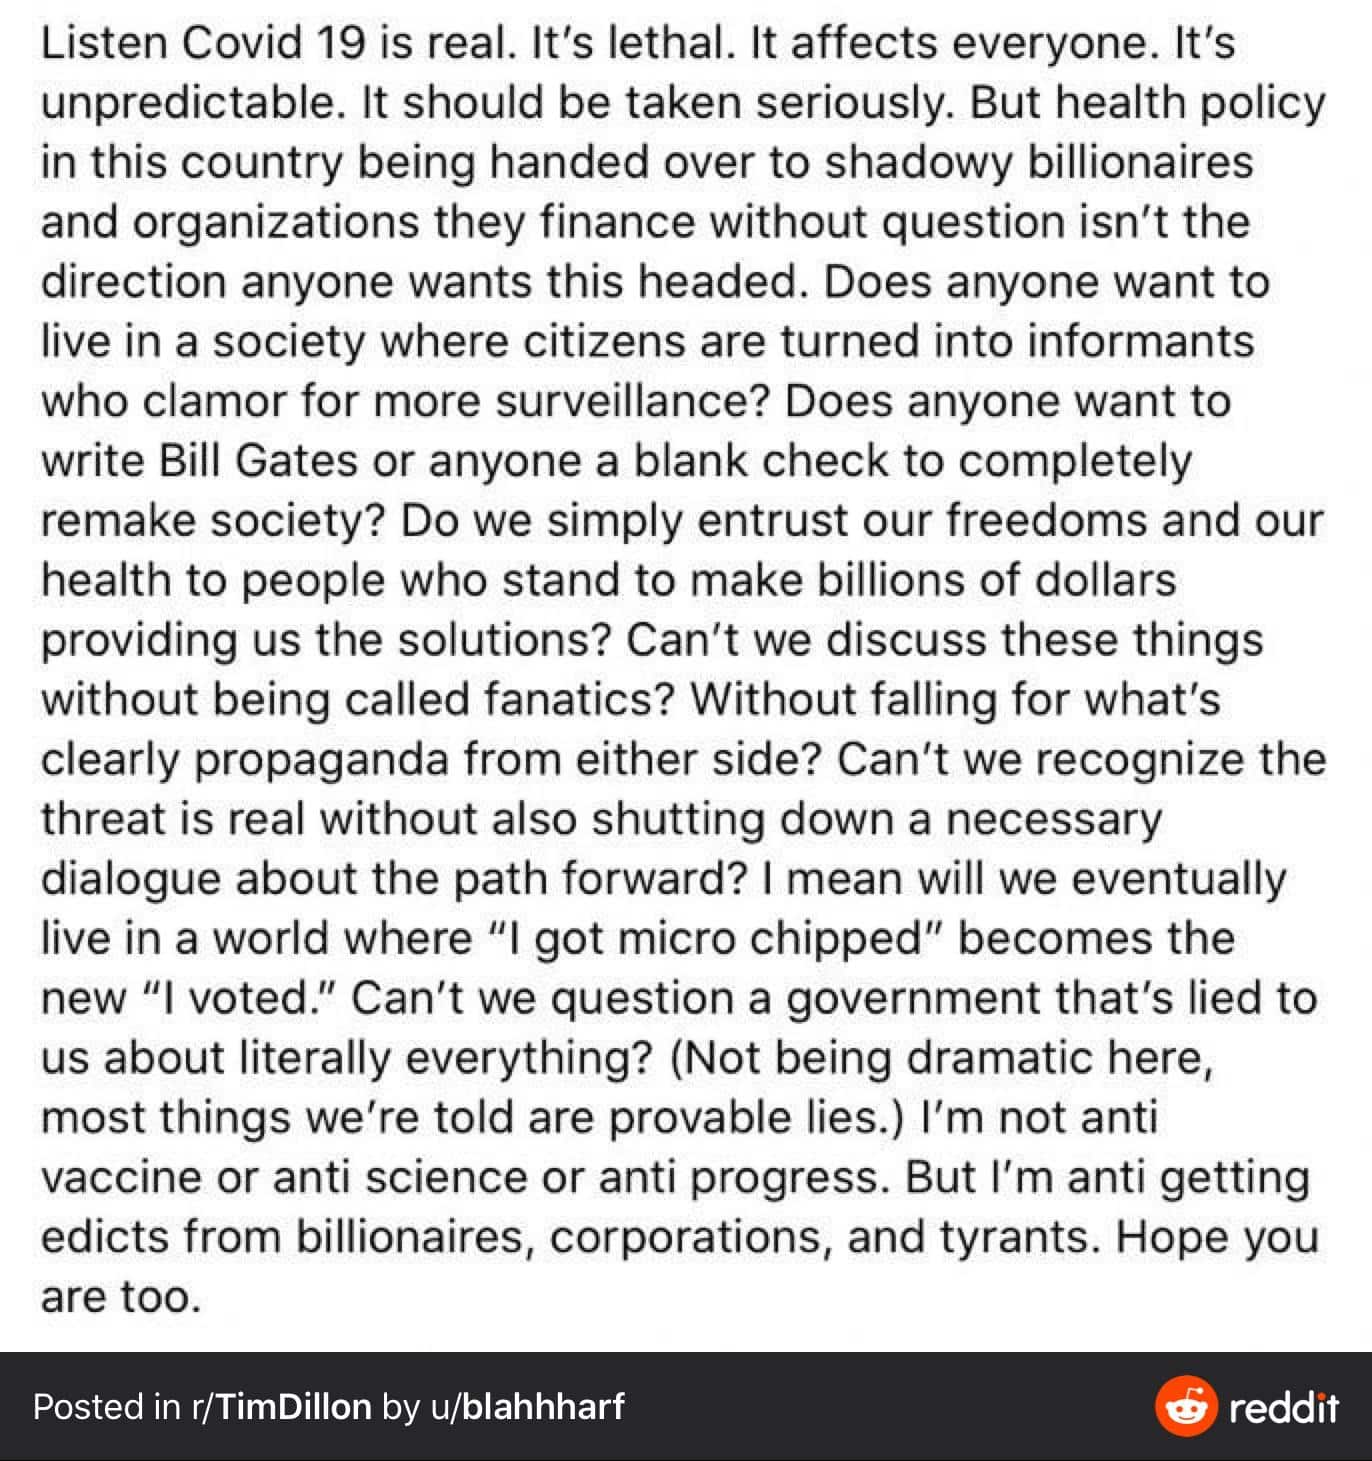 Listen Covid 19 is real. It’s lethal. It affects everyone. It’s
unpredictable. It should be taken seriously. But health policy
in this country being handed over to shadowy billionaires
and organizations they finance without question isn’t the
direction anyone wants this headed. Does anyone want to
live in a society where citizens are turned into informants
who clamor for more surveillance? Does anyone want to
write Bill Gates or anyone a blank check to completely
remake society? Do we simply entrust our freedoms and our
health to people who stand to make billions of dollars
providing us the solutions? Can’t we discuss these things
without being called fanatics? Without falling for what’s
clearly propaganda from either side? Can’t we recognize the
threat is real without also shutting down a necessary
dialogue about the path forward? I mean will we eventually
live in a world where “I got micro chipped” becomes the
new “I voted.” Can’t we question a government that’s lied to
us about literally everything? (Not being dramatic here,
most things we’re told are provable lies.) I’m not anti
vaccine or anti science or anti progress. But I’m anti getting
edicts from billionaires, corporations, and tyrants. Hope you
are too.
Posted in r/TimDillon by u/blahhharf
reddit